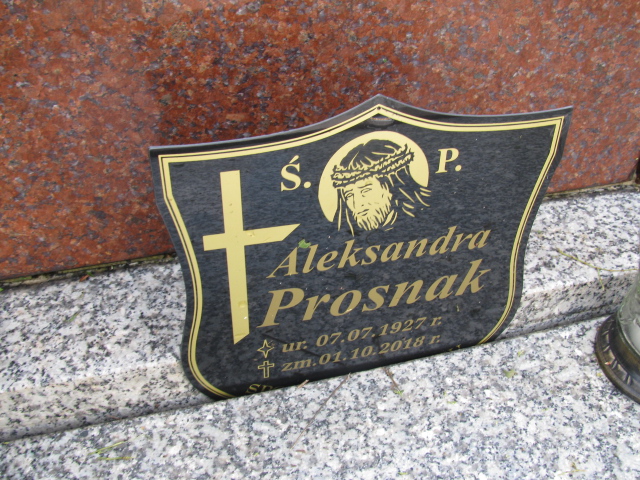 Ś. P.
Aleksandra
Prosnak
ur. 07.07.1927 r.
zm. 01.10.2018 r.